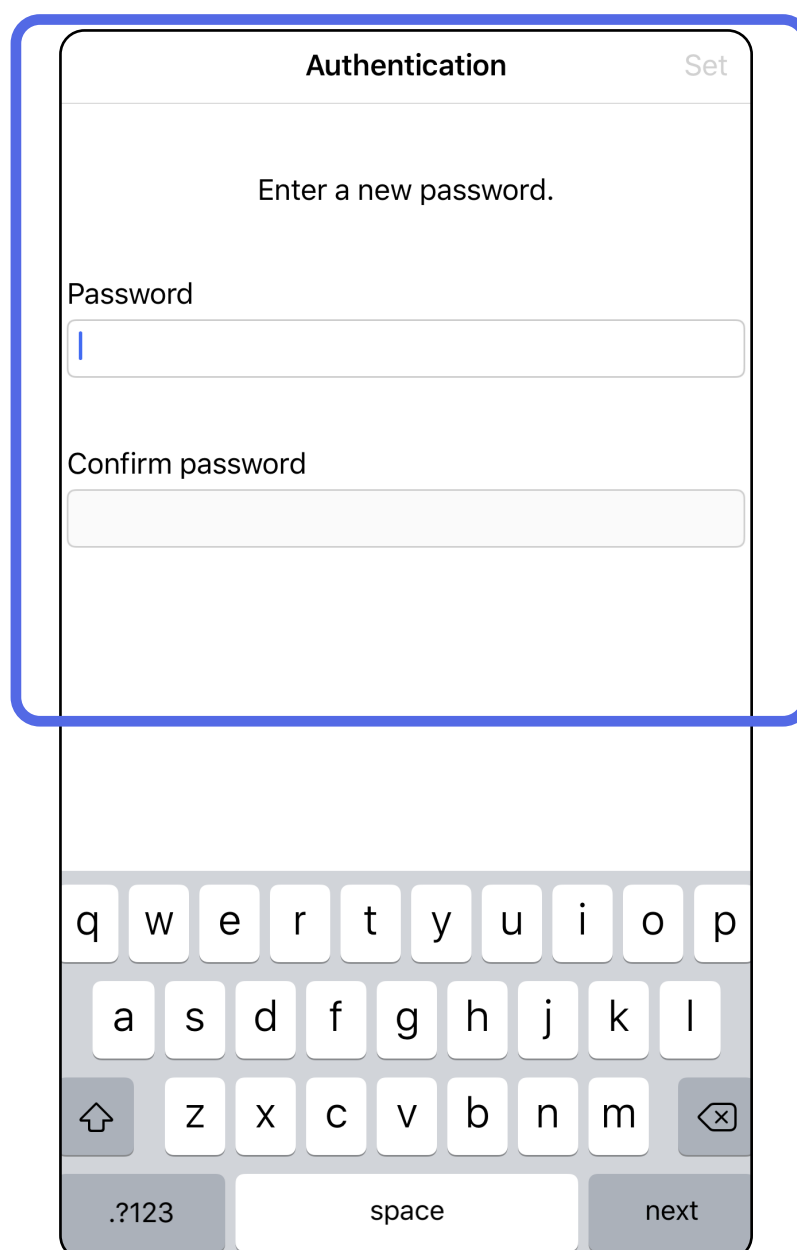 Authentication Set
Enter a new password.
Password
Confirm password
q w e r t y u i o p
a s d f g h j k l
z x c v b n m
.?123 space next